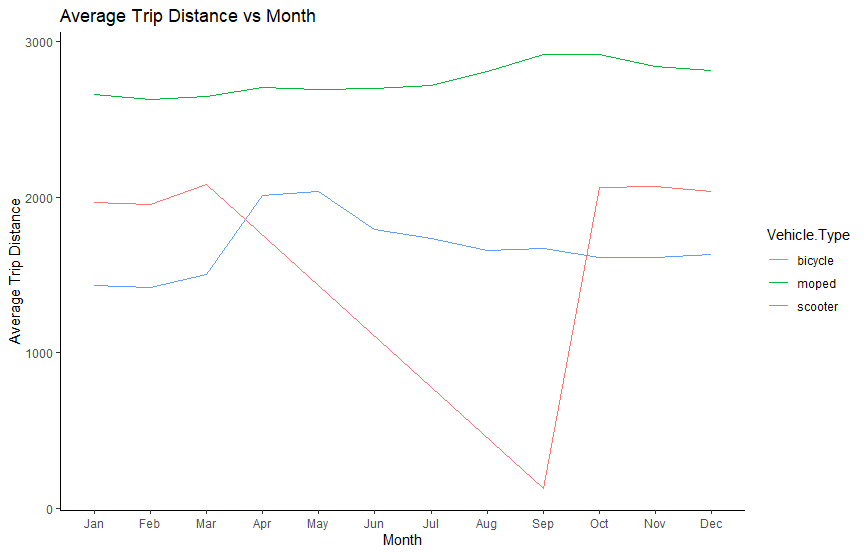 Average Trip Distance vs Month
Average Trip Distance
3000
2000
1000
0
Jan Feb Mar Apr May Jun Jul Aug Sep Oct Nov Dec
Month
Vehicle.Type
bicycle
moped
scooter